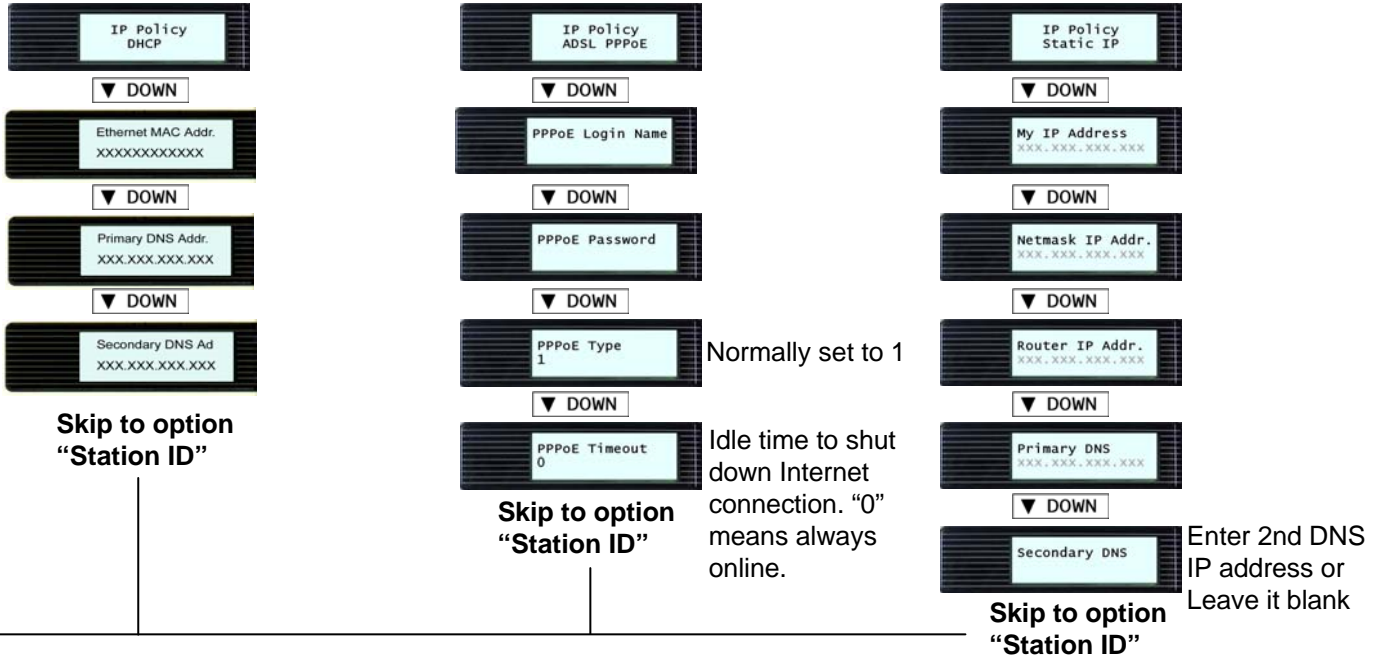 IP Policy
DHCP
▼ DOWN
Ethernet MAC Addr.
XXXXXXXXXXXX
▼ DOWN
Primary DNS Addr.
XXX.XXX.XXX.XXX
▼ DOWN
Secondary DNS Ad
XXX.XXX.XXX.XXX
Skip to option
“Station ID”
IP Policy
ADSL PPPoE
▼ DOWN
PPPoE Login Name
▼ DOWN
PPPoE Password
▼ DOWN
PPPoE Type
1
Normally set to 1
▼ DOWN
PPPoE Timeout
0
Idle time to shut
down Internet
connection. “0”
means always
online.
Skip to option
“Station ID”
IP Policy
Static IP
▼ DOWN
My IP Address
xxx.xxx.xxx.xxx
▼ DOWN
Netmask IP Addr.
xxx.xxx.xxx.xxx
▼ DOWN
Router IP Addr.
xxx.xxx.xxx.xxx
▼ DOWN
Primary DNS
xxx.xxx.xxx.xxx
▼ DOWN
Secondary DNS
Enter 2nd DNS
IP address or
Leave it blank
Skip to option
“Station ID”